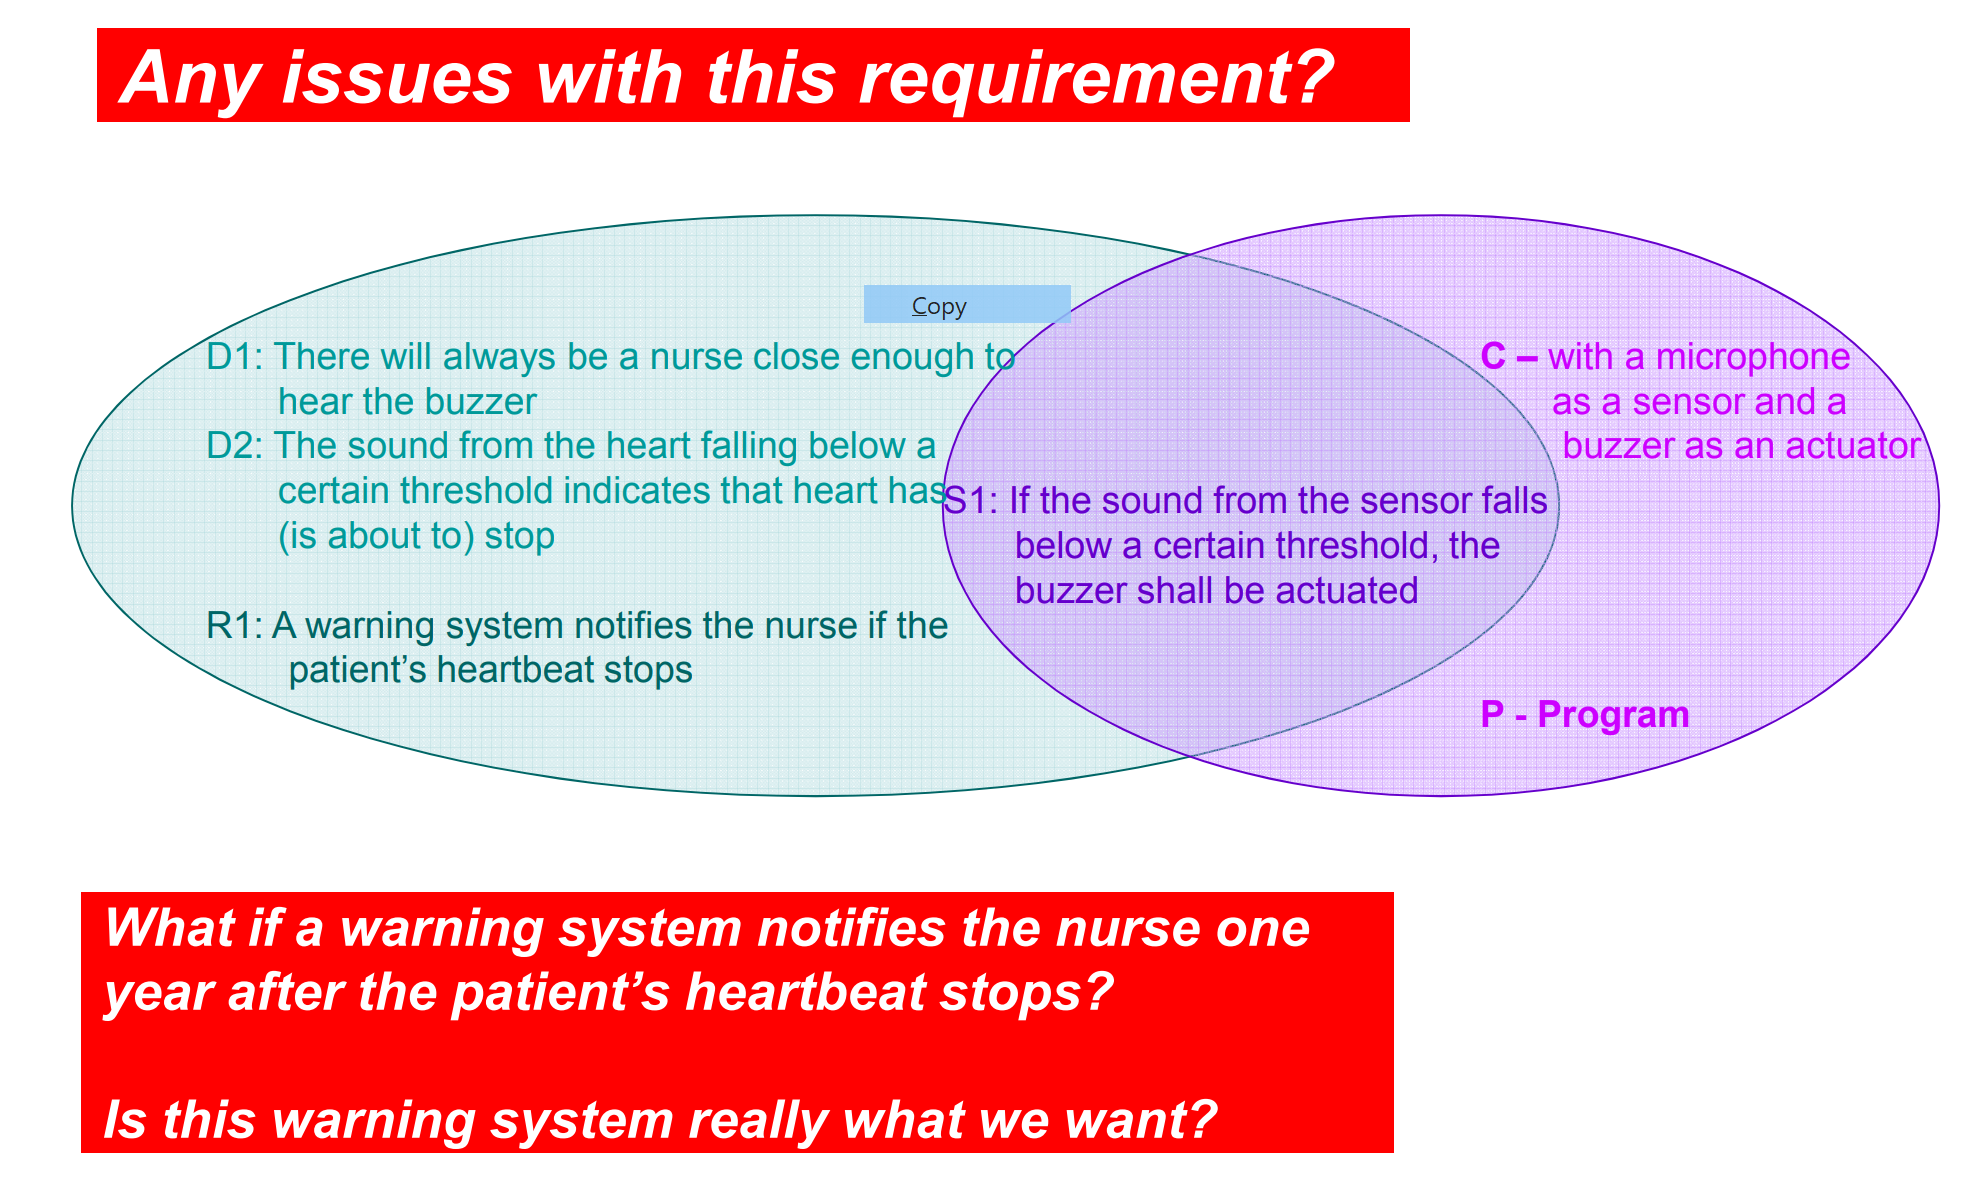 Any issues with this requirement?
Copy
D1: There will always be a nurse close enough to
hear the buzzer
D2: The sound from the heart falling below a
certain threshold indicates that heart has
(is about to) stop
R1: A warning system notifies the nurse if the
patient’s heartbeat stops
S1: If the sound from the sensor falls
below a certain threshold, the
buzzer shall be actuated
C – with a microphone
as a sensor and a
buzzer as an actuator
P - Program
What if a warning system notifies the nurse one
year after the patient’s heartbeat stops?
Is this warning system really what we want?